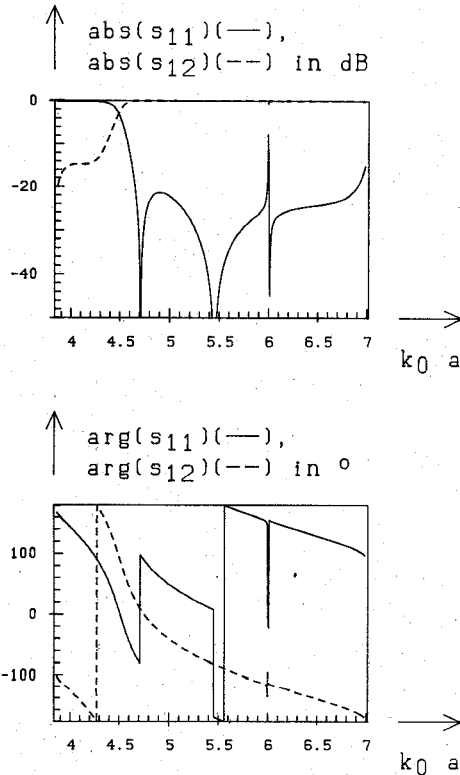 abs(s11)(——),
abs(s12)(--) in dB
0
-20
-40
4 4.5 5 5.5 6 6.5 7
k0 a
arg(s11)(——),
arg(s12)(--) in °
100
0
-100
4 4.5 5 5.5 6 6.5 7
k0 a